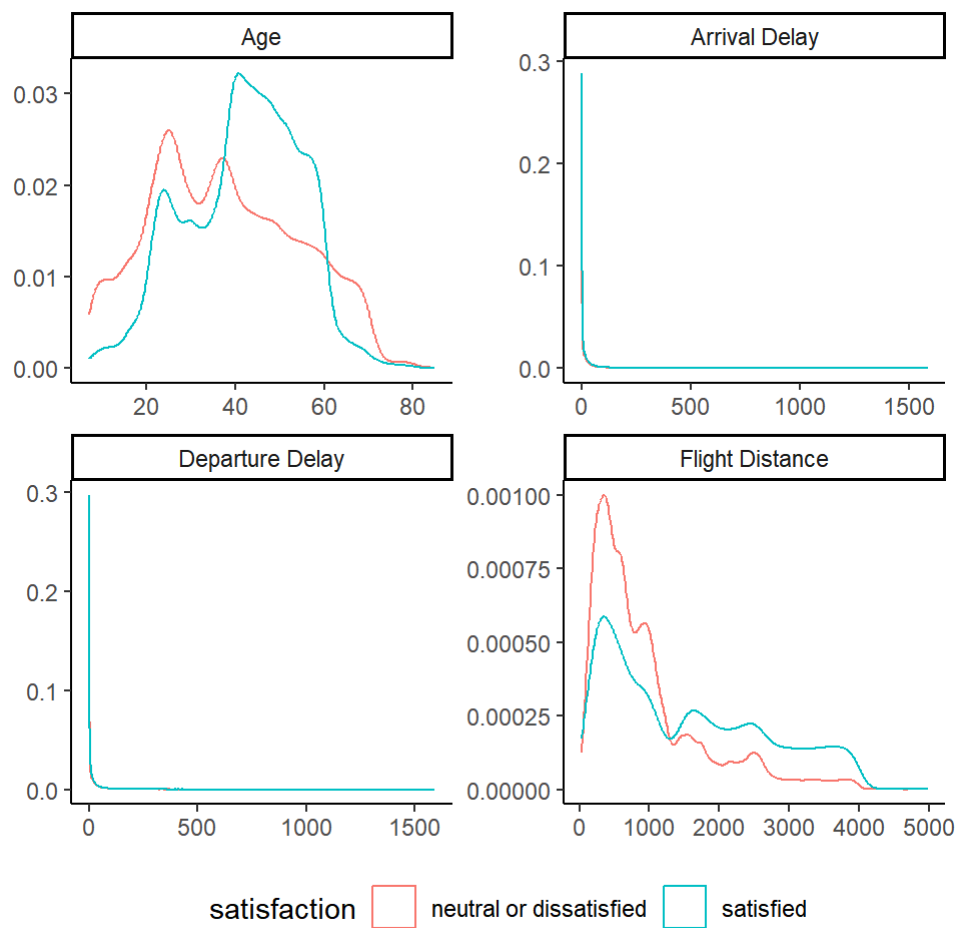 Age
0.03
0.02
0.01
0.00
20 40 60 80
Arrival Delay
0.3
0.2
0.1
0.0
0 500 1000 1500
Departure Delay
0.3
0.2
0.1
0.0
0 500 1000 1500
Flight Distance
0.00100
0.00075
0.00050
0.00025
0.00000
0 1000 2000 3000 4000 5000
satisfaction neutral or dissatisfied satisfied